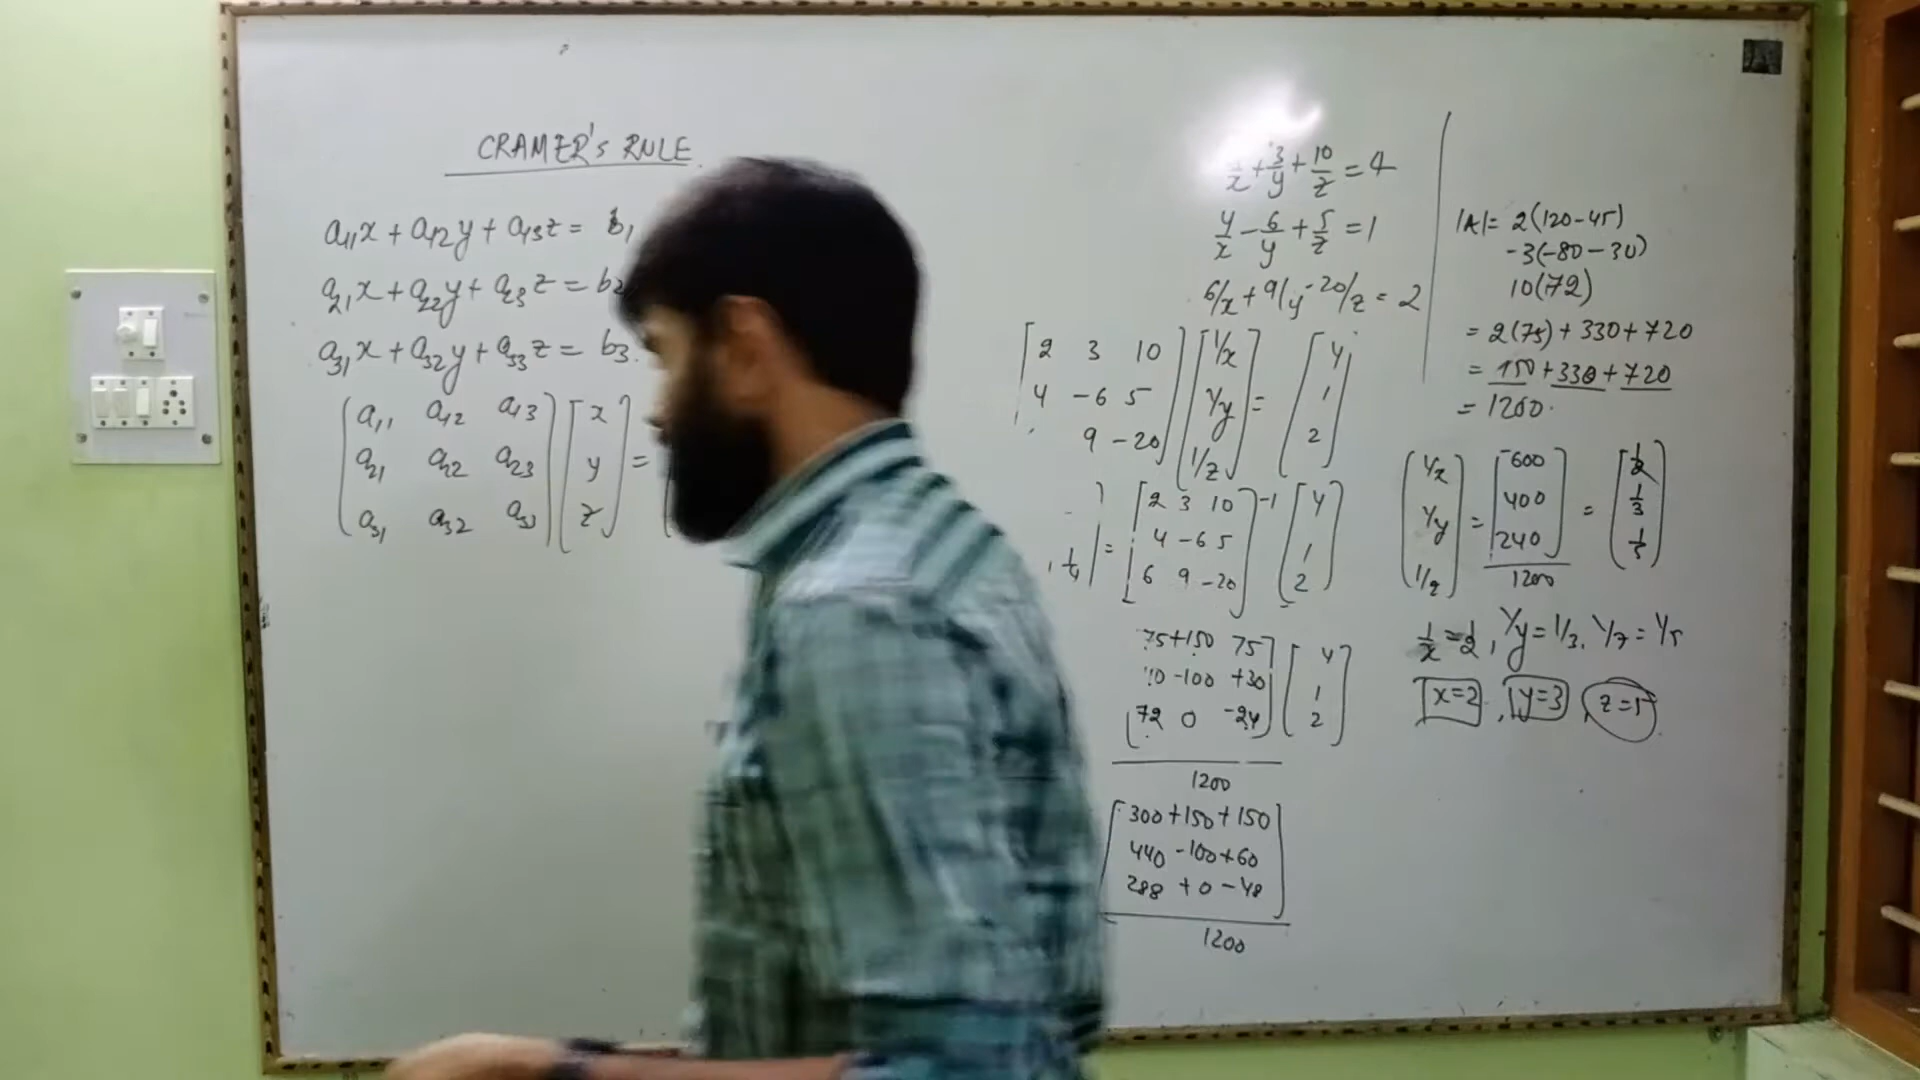 CRAMER'S RULE
a₁₁x + a₁₂y + a₁₃z = b₁
a₂₁x + a₂₂y + a₂₃z = b₂
a₃₁x + a₃₂y + a₃₃z = b₃.
a₁₁ a₁₂ a₁₃ x
a₂₁ a₂₂ a₂₃ y =
a₃₁ a₃₂ a₃₃ z
/x + 3/y + 10/z = 4
4/x - 6/y + 5/z = 1
6/x + 9/y - 20/z = 2
2 3 10 1/x 4
4 -6 5 1/y = 1
9 -20 1/z 2
= 2 3 10 -1 4
4 -6 5 1
6 9 -20 2
75 +150 75 4
10 -100 +30 1
72 0 -24 2
1200
300+150+150
440 -100+60
288 + 0 - 48
1200
|A| = 2(120-45)
-3(-80-30)
10(72)
= 2(75) + 330 + 720
= 150 + 330 + 720
= 1200.
1/x 600 1/2
1/y = 400 = 1/3
1/z 240 1/5
1200
1/x = 1/2, 1/y = 1/3, 1/z = 1/5
x=2, y=3, z=5